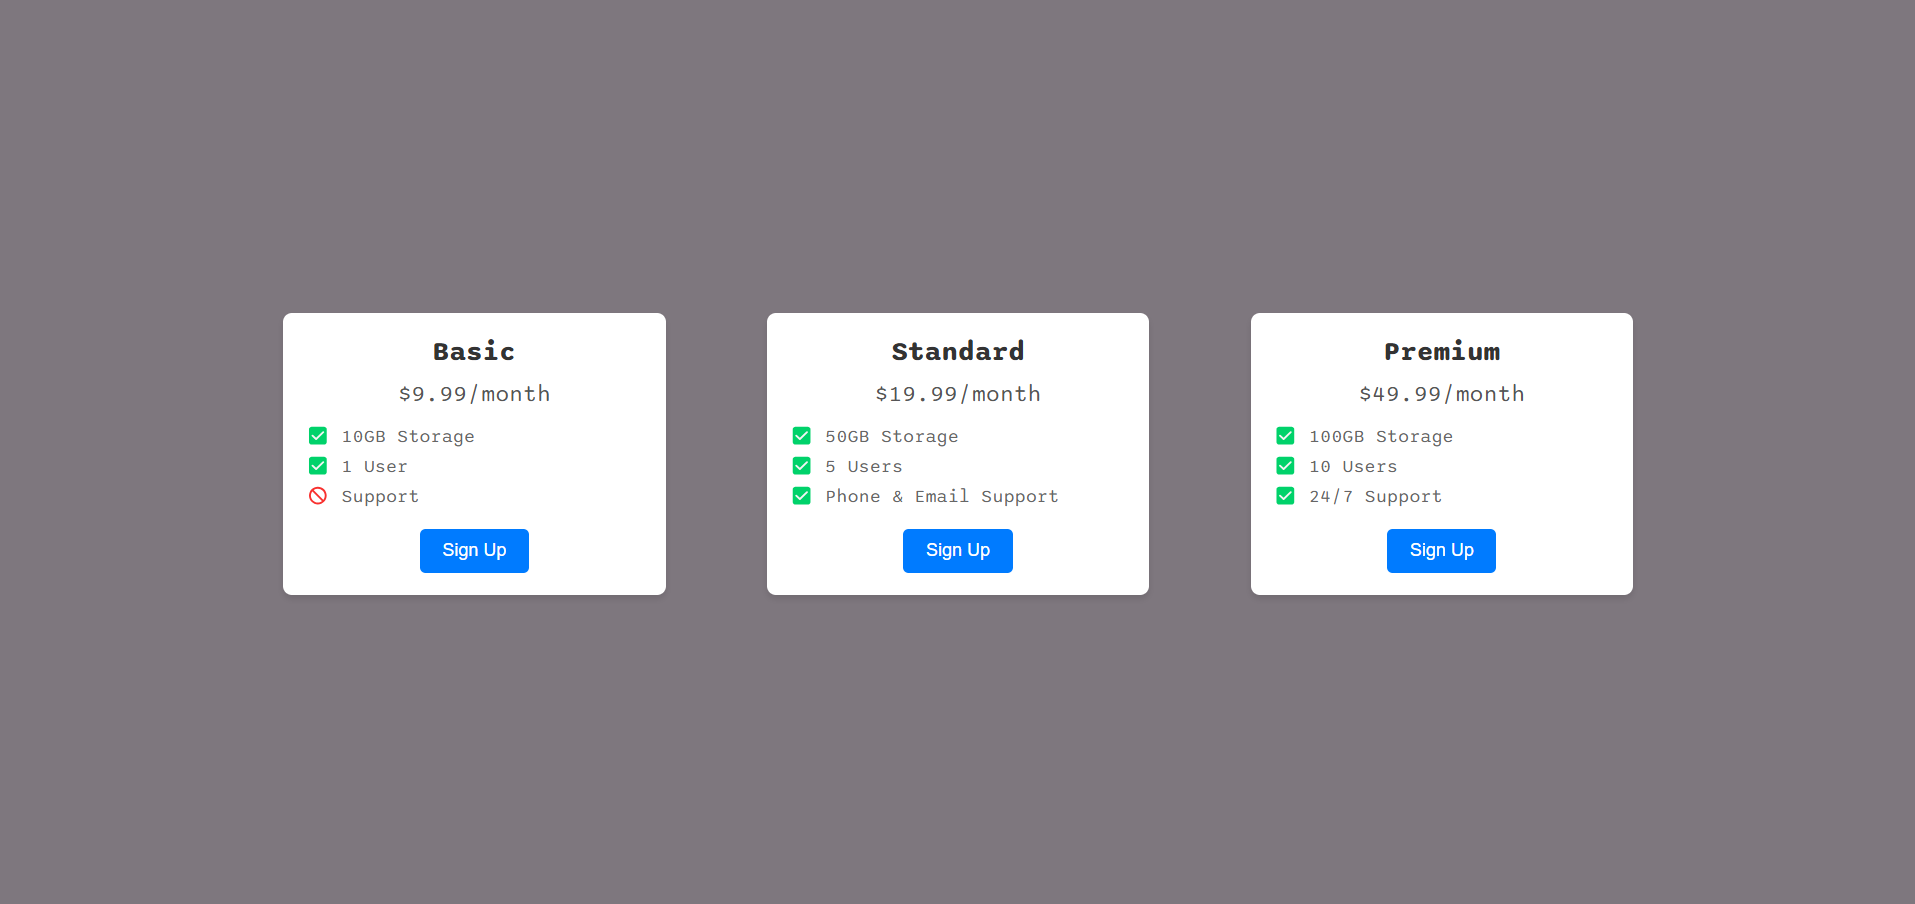 Basic
$9.99/month
10GB Storage
1 User
Support
Sign Up
Standard
$19.99/month
50GB Storage
5 Users
Phone & Email Support
Sign Up
Premium
$49.99/month
100GB Storage
10 Users
24/7 Support
Sign Up